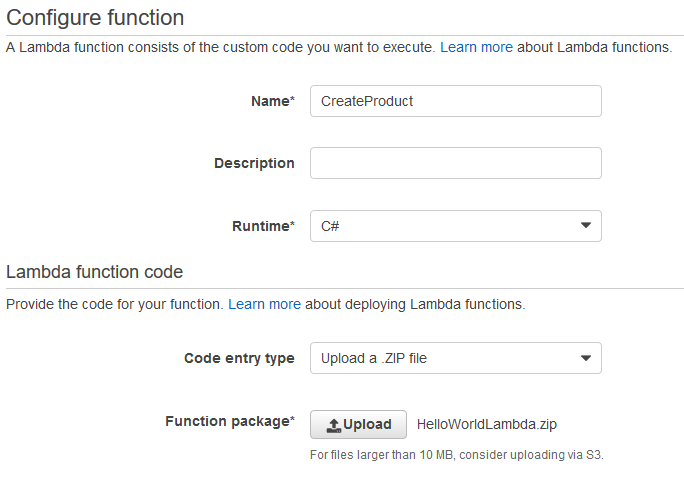 Configure function
A Lambda function consists of the custom code you want to execute. Learn more about Lambda functions.
Name* CreateProduct
Description
Runtime* C#
Lambda function code
Provide the code for your function. Learn more about deploying Lambda functions.
Code entry type Upload a .ZIP file
Function package* Upload HelloWorldLambda.zip
For files larger than 10 MB, consider uploading via S3.